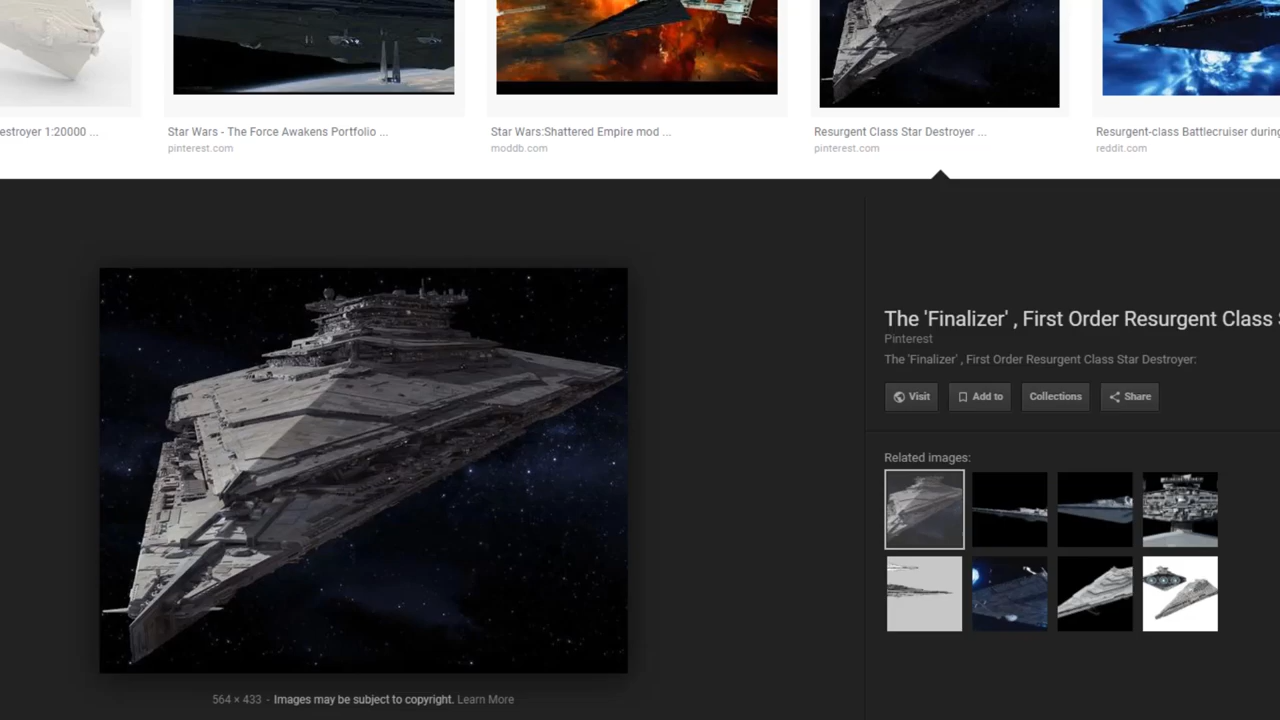 estroyer 1:20000 ...
Star Wars - The Force Awakens Portfolio ...
pinterest.com
Star Wars:Shattered Empire mod ...
moddb.com
Resurgent Class Star Destroyer ...
pinterest.com
Resurgent-class Battlecruiser during
reddit.com
The 'Finalizer' , First Order Resurgent Class
Pinterest
The 'Finalizer' , First Order Resurgent Class Star Destroyer:
Visit
Add to
Collections
Share
Related images:
564 × 433 - Images may be subject to copyright. Learn More